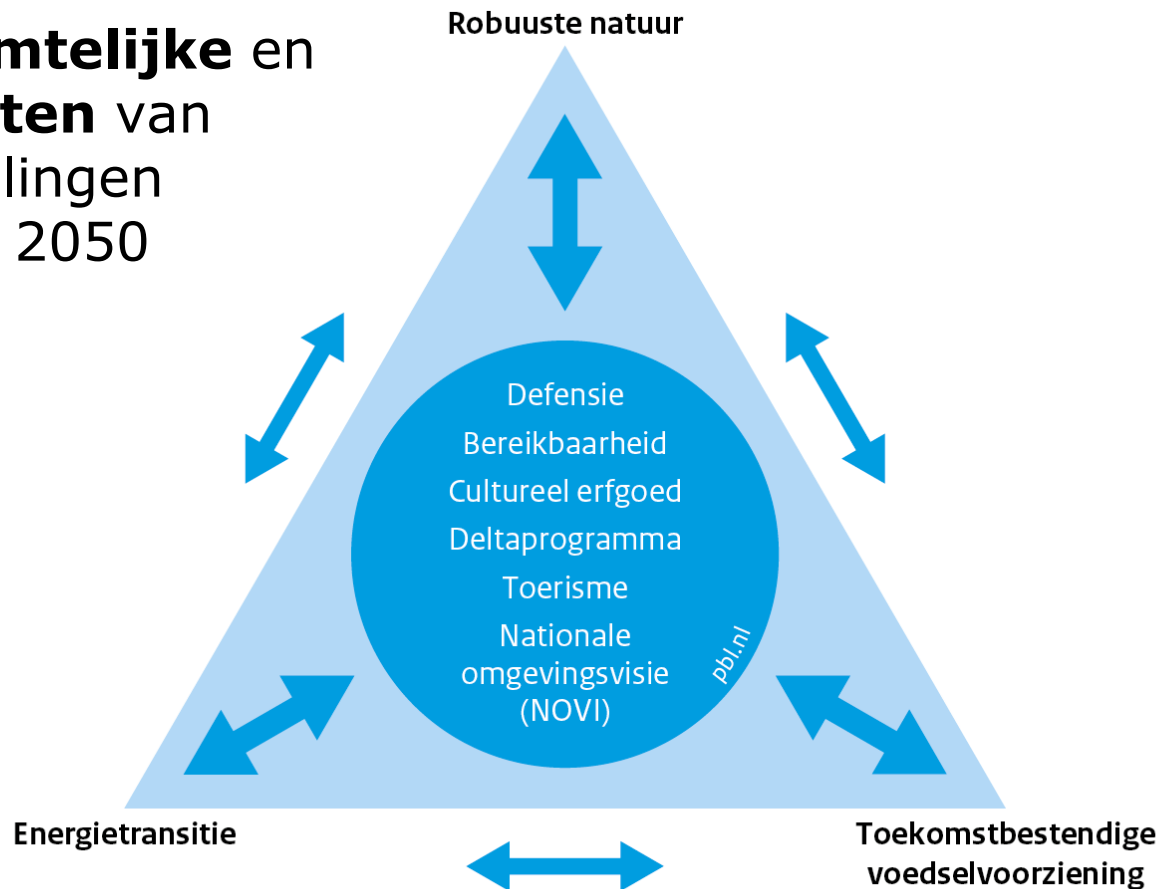 Robuuste natuur
mtelijke en
ten van
lingen
2050
Defensie
Bereikbaarheid
Cultureel erfgoed
Deltaprogramma
Toerisme
Nationale
omgevingsvisie
(NOVI)
pbl.nl
Energietransitie
Toekomstbestendige
voedselvoorziening